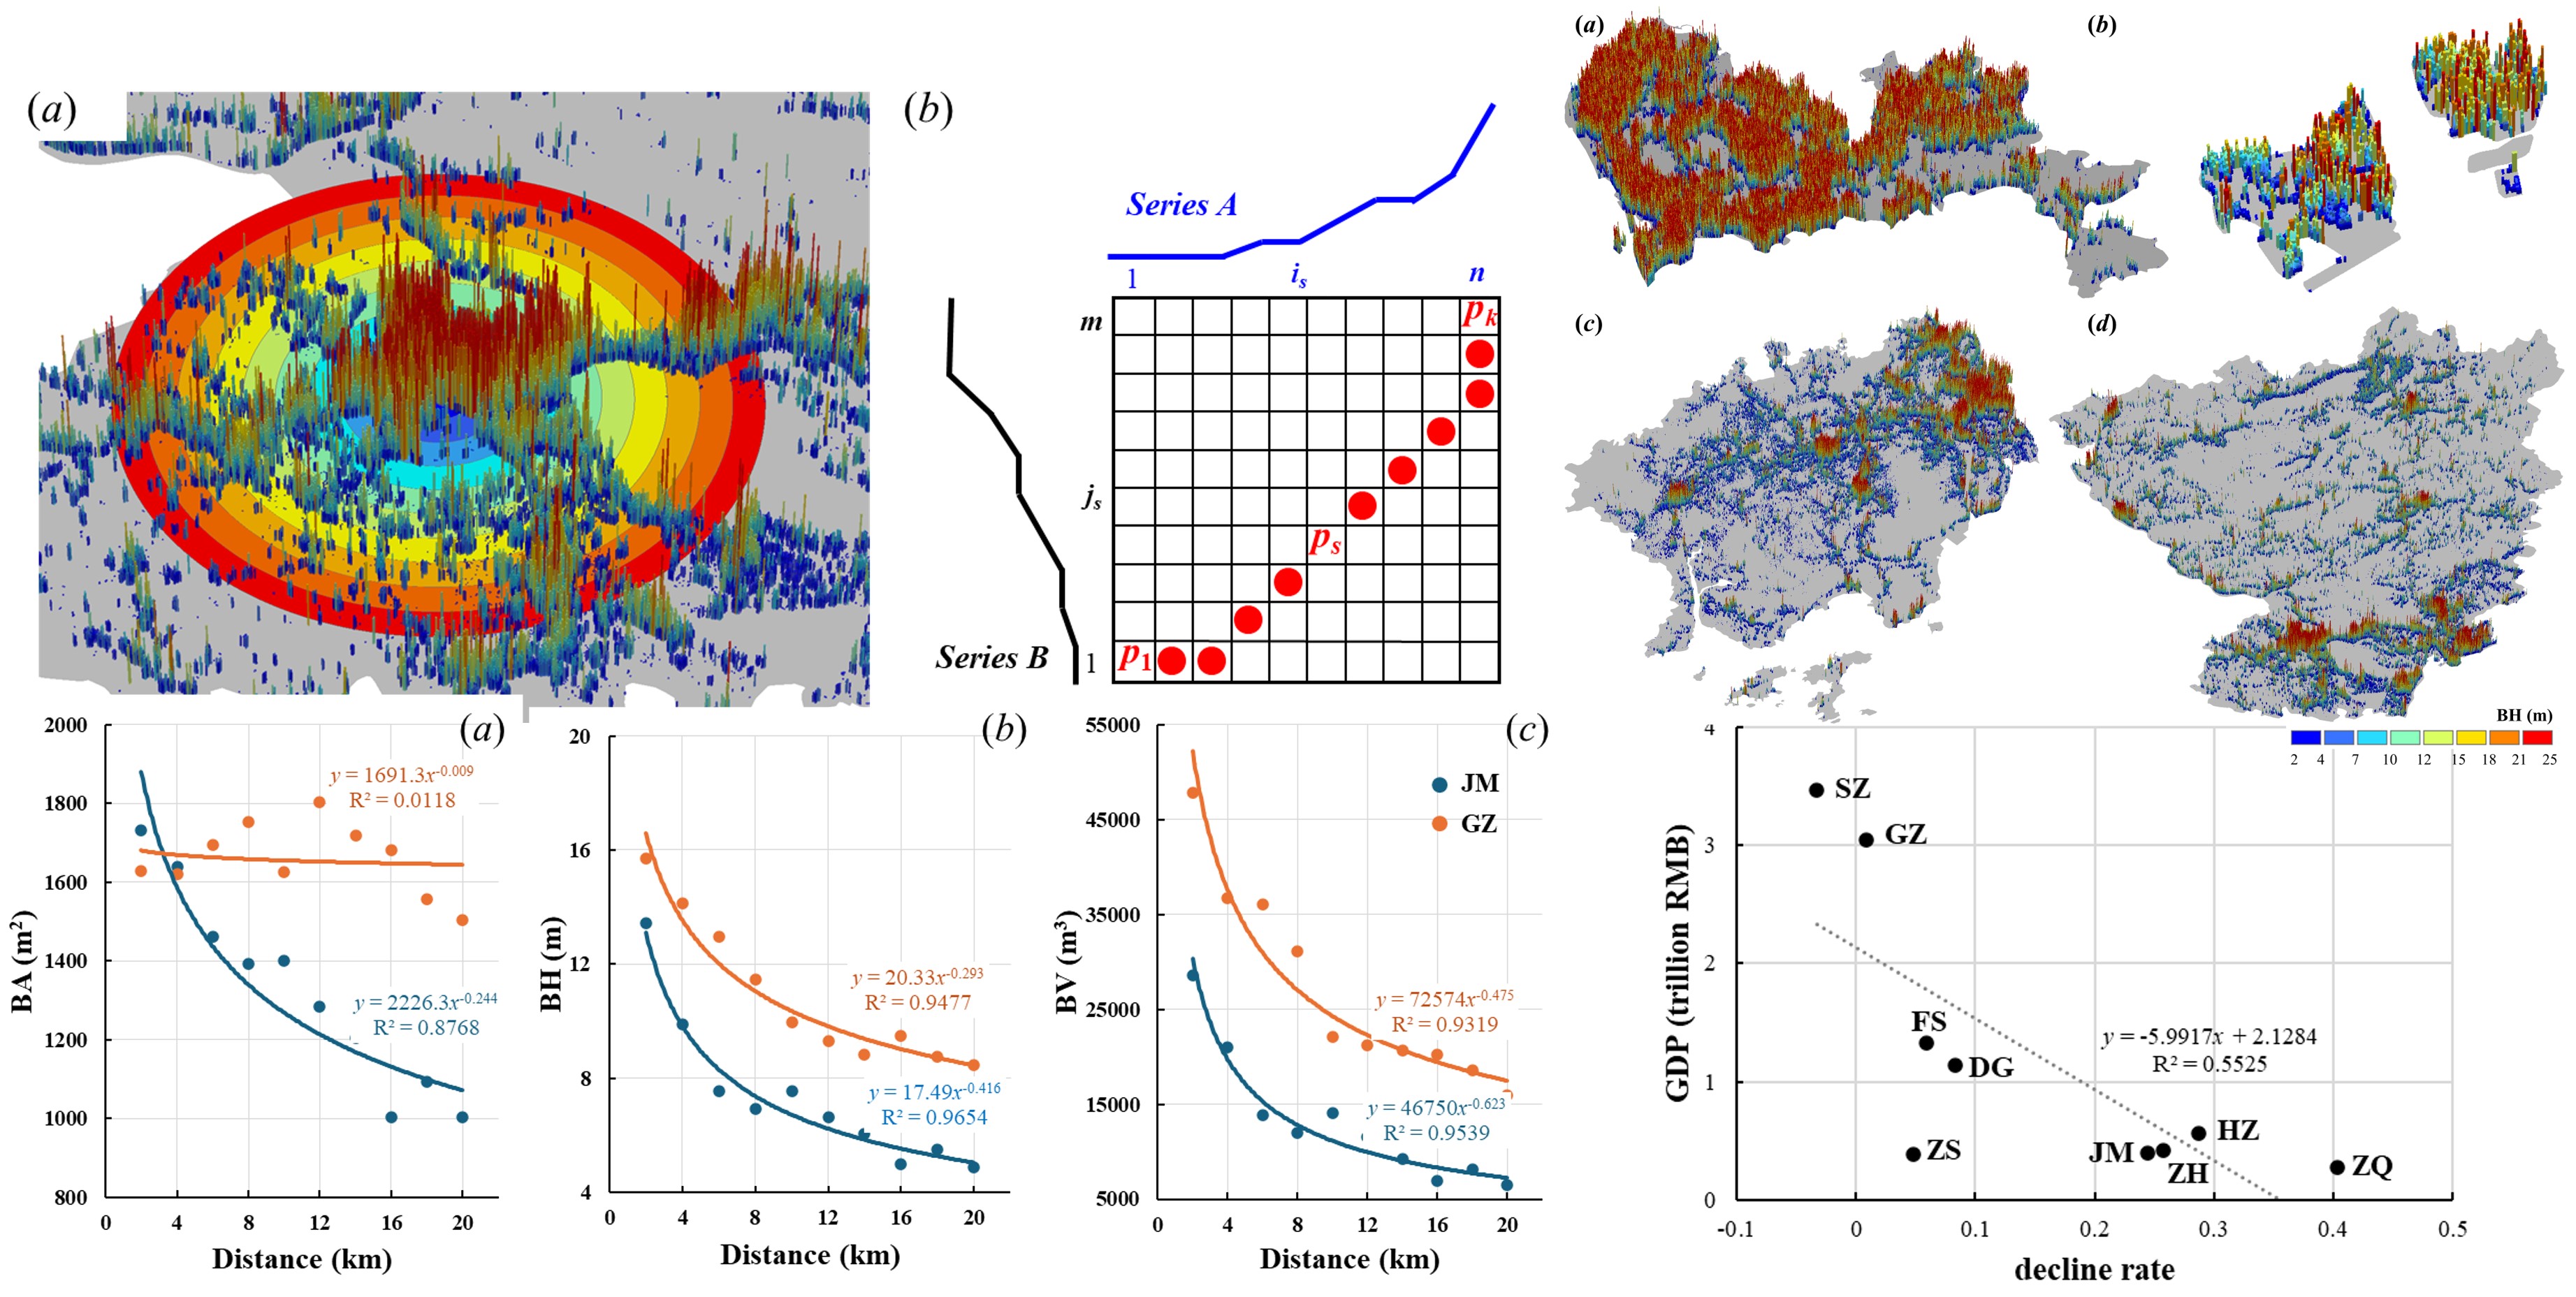 (a)
(b)
Series A
1 i_s n
m
j_s
1
Series B
p_k
p_s
p_1
(a) (b)
(c) (d)
BH (m)
2 4 7 10 12 15 18 21 25
(a)
2000
1800
1600
1400
1200
1000
800
BA (m²)
y = 1691.3x^-0.009
R² = 0.0118
y = 2226.3x^-0.244
R² = 0.8768
0 4 8 12 16 20
Distance (km)
(b)
20
16
12
8
4
BH (m)
y = 20.33x^-0.293
R² = 0.9477
y = 17.49x^-0.416
R² = 0.9654
0 4 8 12 16 20
Distance (km)
(c)
55000
45000
35000
25000
15000
5000
BV (m³)
JM
GZ
y = 72574x^-0.475
R² = 0.9319
y = 46750x^-0.623
R² = 0.9539
0 4 8 12 16 20
Distance (km)
4
3
2
1
0
GDP (trillion RMB)
SZ
GZ
FS
DG
ZS
y = -5.9917x + 2.1284
R² = 0.5525
JM
ZH
HZ
ZQ
-0.1 0 0.1 0.2 0.3 0.4 0.5
decline rate